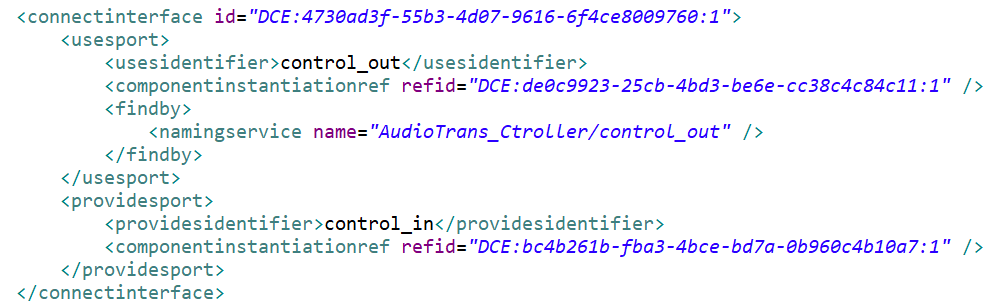 <connectinterface id="DCE:4730ad3f-55b3-4d07-9616-6f4ce8009760:1">
    <usesport>
        <usesidentifier>control_out</usesidentifier>
        <componentinstantiationref refid="DCE:de0c9923-25cb-4bd3-be6e-cc38c4c84c11:1" />
        <findby>
            <namingservice name="AudioTrans_Ctroller/control_out" />
        </findby>
    </usesport>
    <providesport>
        <providesidentifier>control_in</providesidentifier>
        <componentinstantiationref refid="DCE:bc4b261b-fba3-4bce-bd7a-0b960c4b10a7:1" />
    </providesport>
</connectinterface>